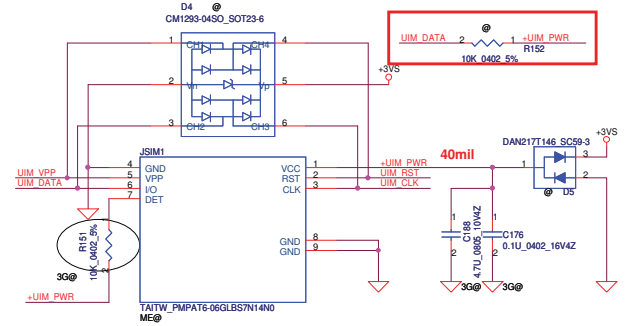 D4 @
CM1293-04SO_SOT23-6
1 CH1 CH4 4
2 Vn Vp 5
3 CH2 CH3 6
+3VS
@
UIM_DATA 2 1 +UIM_PWR
R152
10K_0402_5%
JSIM1
UIM_VPP
UIM_DATA
4 GND
5 VPP
6 I/O
7 DET
VCC 1
RST 2
CLK 3
GND 8
GND 9
+UIM_PWR
UIM_RST
UIM_CLK
40mil
DAN217T146_SC59-3
+3VS
1
3
2
@ D5
1
R151
10K_0402_5%
2
3G@
+UIM_PWR
TAITW_PMPAT6-06GLBS7N14N0
ME@
1
C188
4.7U_0805_10V4Z
2
3G@
1
C176
0.1U_0402_16V4Z
2
3G@